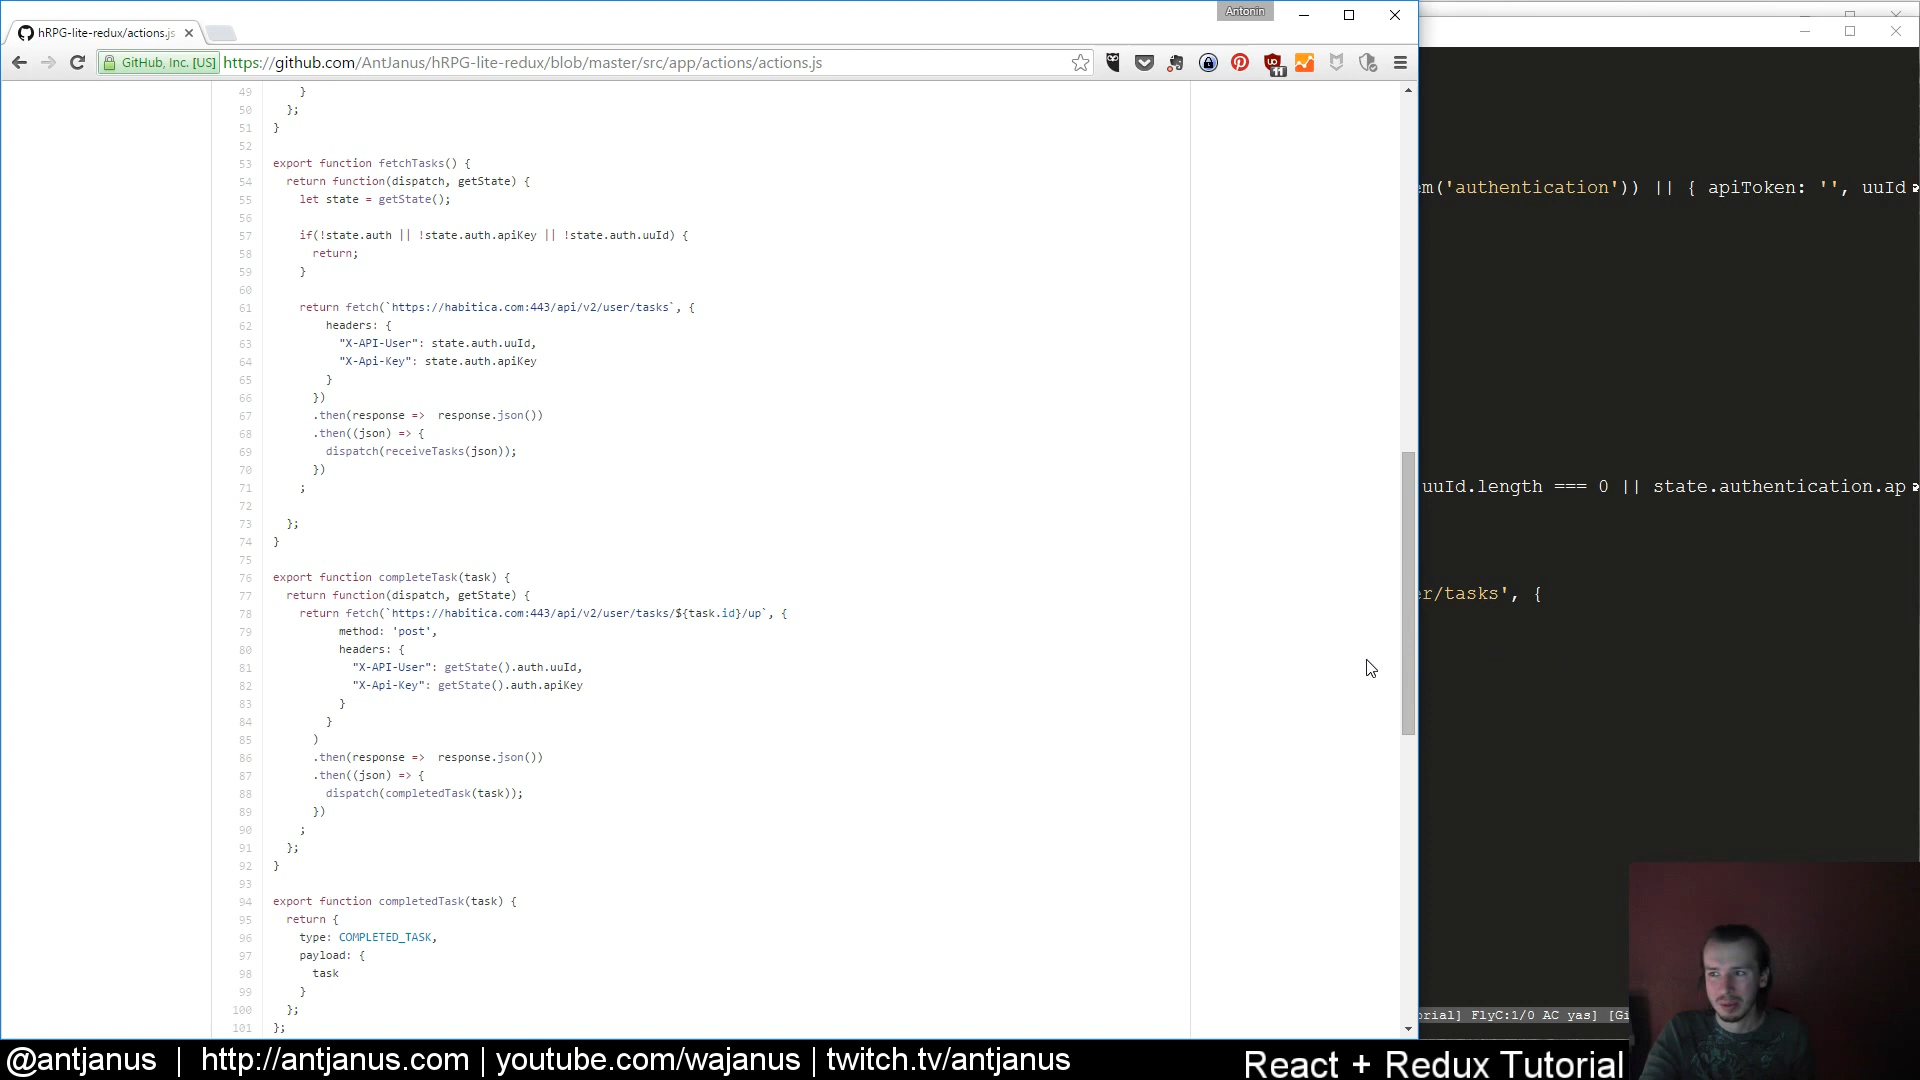 Antonin
hRPG-lite-redux/actions.js
GitHub, Inc. [US] https://github.com/AntJanus/hRPG-lite-redux/blob/master/src/app/actions/actions.js
11
49 }
50 };
51 }
52
53 export function fetchTasks() {
54 return function(dispatch, getState) {
55 let state = getState();
56
57 if(!state.auth || !state.auth.apiKey || !state.auth.uuId) {
58 return;
59 }
60
61 return fetch(`https://habitica.com:443/api/v2/user/tasks`, {
62 headers: {
63 "X-API-User": state.auth.uuId,
64 "X-Api-Key": state.auth.apiKey
65 }
66 })
67 .then(response =>  response.json())
68 .then((json) => {
69 dispatch(receiveTasks(json));
70 })
71 ;
72
73 };
74 }
75
76 export function completeTask(task) {
77 return function(dispatch, getState) {
78 return fetch(`https://habitica.com:443/api/v2/user/tasks/${task.id}/up`, {
79 method: 'post',
80 headers: {
81 "X-API-User": getState().auth.uuId,
82 "X-Api-Key": getState().auth.apiKey
83 }
84 }
85 )
86 .then(response =>  response.json())
87 .then((json) => {
88 dispatch(completedTask(task));
89 })
90 ;
91 };
92 }
93
94 export function completedTask(task) {
95 return {
96 type: COMPLETED_TASK,
97 payload: {
98 task
99 }
100 };
101 };
em('authentication')) || { apiToken: '', uuId
uuId.length === 0 || state.authentication.ap
er/tasks', {
orial] FlyC:1/0 AC yas] [Gi
@antjanus | http://antjanus.com | youtube.com/wajanus | twitch.tv/antjanus
React + Redux Tutorial